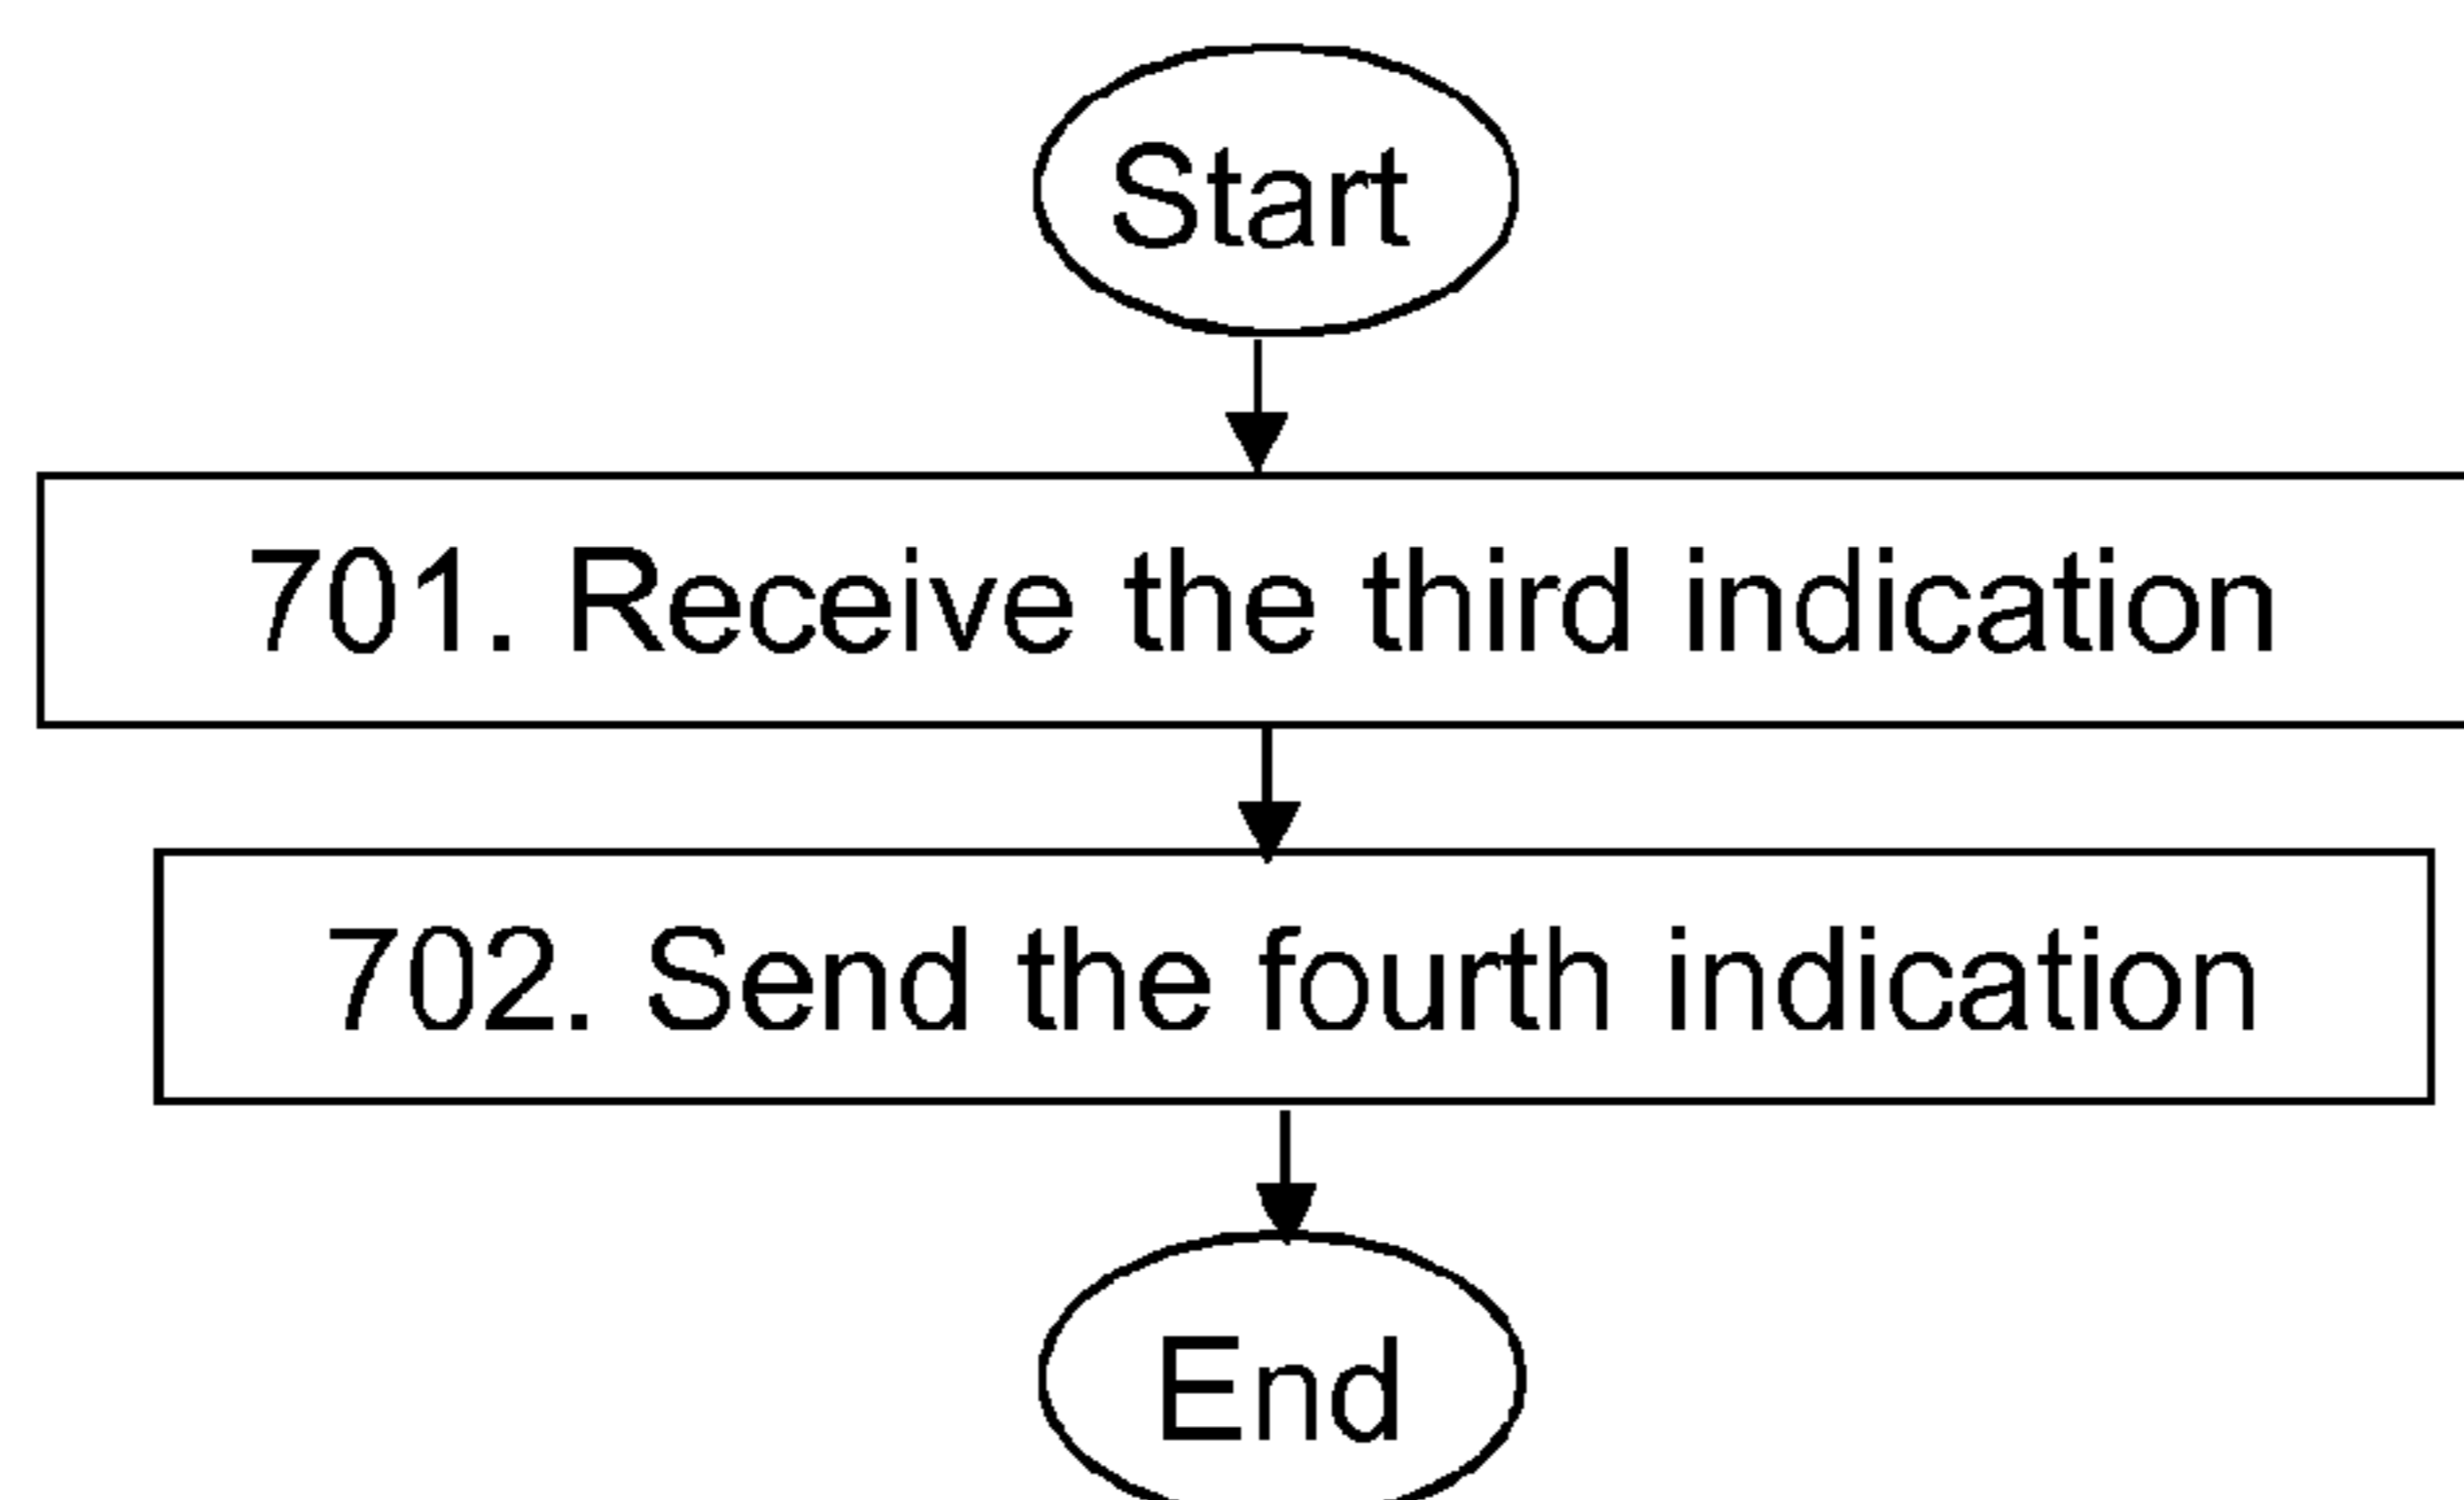 Start
701. Receive the third indication
702. Send the fourth indication
End